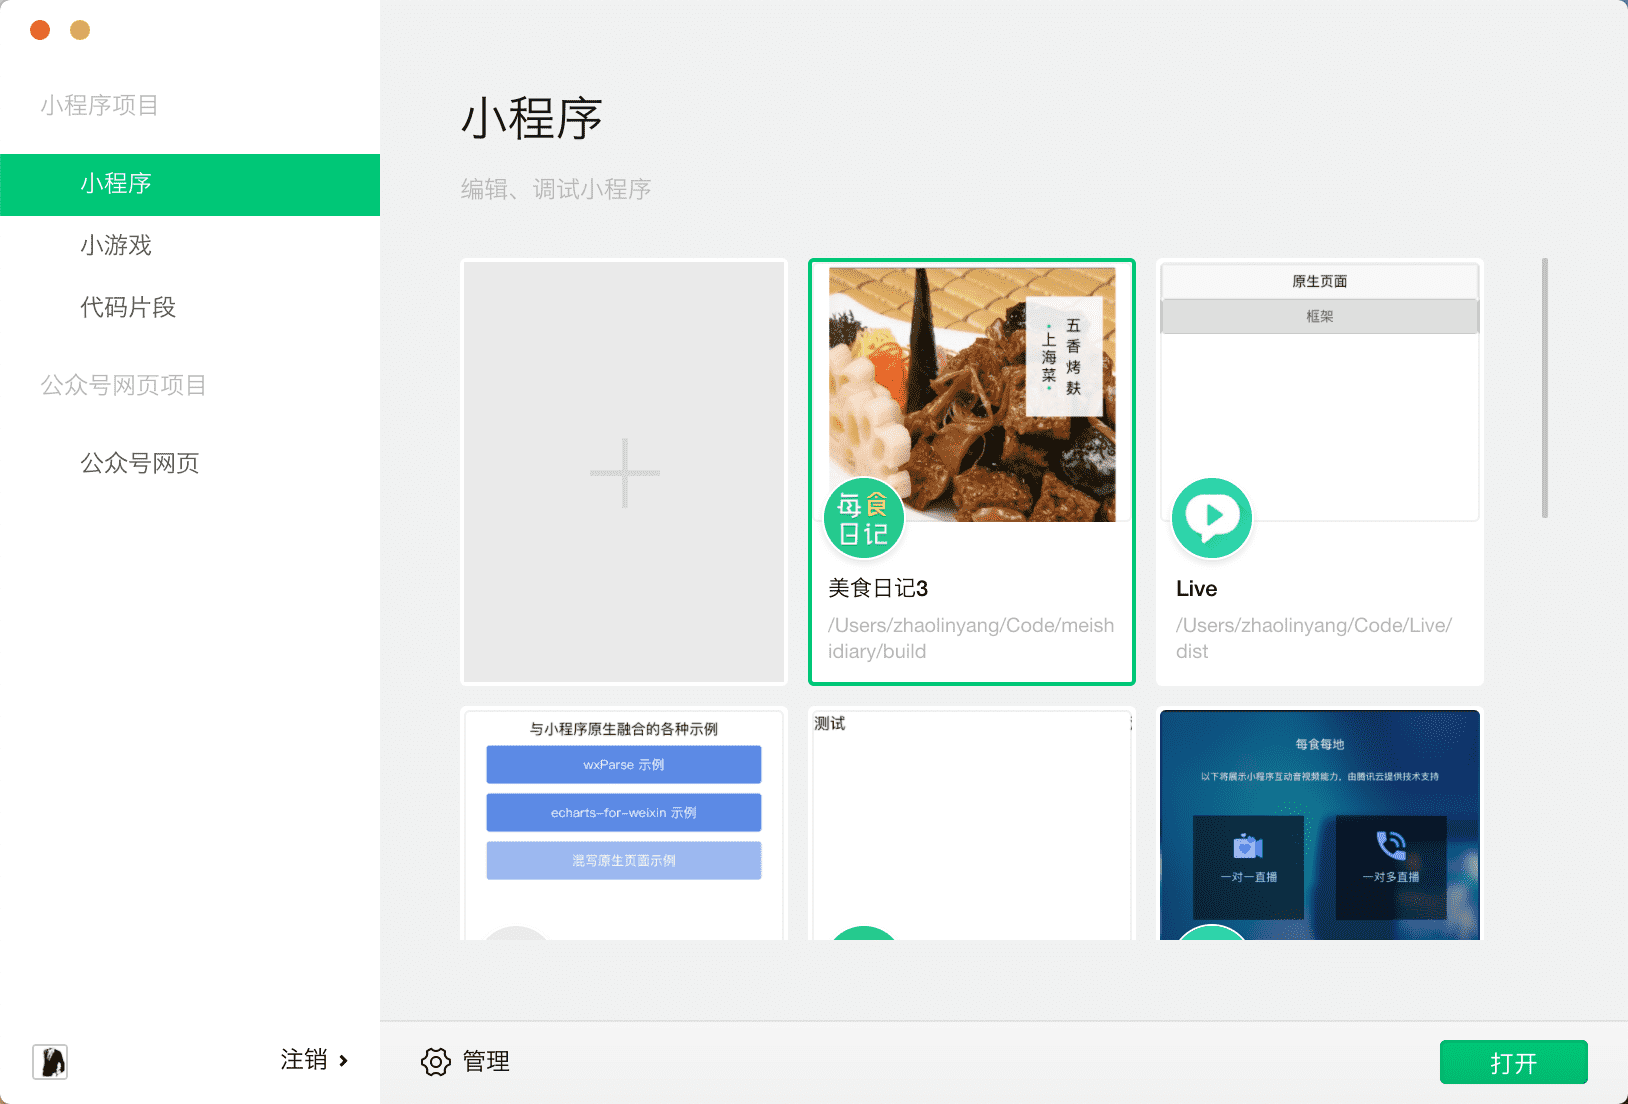 小程序项目
小程序
小游戏
代码片段
公众号网页项目
公众号网页
注销
小程序
编辑、调试小程序
五香烤麸
上海菜
每食
日记
美食日记3
/Users/zhaolinyang/Code/meish
idiary/build
原生页面
框架
Live
/Users/zhaolinyang/Code/Live/
dist
与小程序原生融合的各种示例
wxParse 示例
echarts-for-weixin 示例
混写原生页面示例
测试
每食每地
以下将展示小程序互动音视频能力，由腾讯云提供技术支持
一对一直播
一对多直播
管理
打开